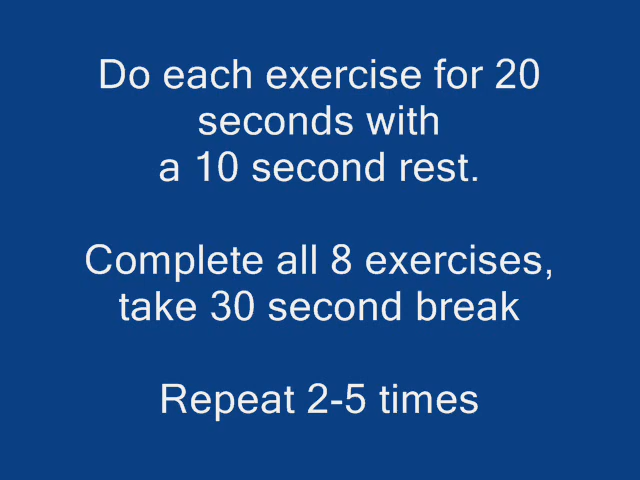 Do each exercise for 20
seconds with
a 10 second rest.
Complete all 8 exercises,
take 30 second break
Repeat 2-5 times